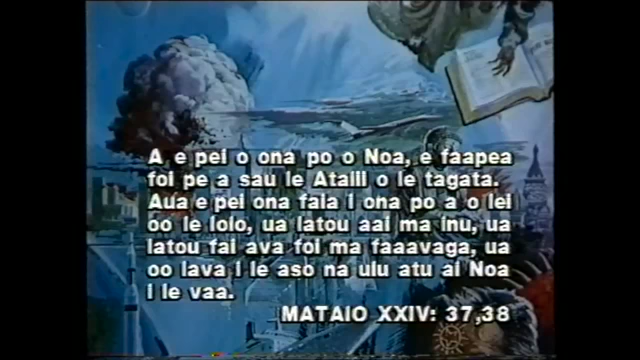 A e pei o ona po o Noa, e faapea
foi pe a sau le Atalii o le tagata.
Aua e pei ona faia i ona po a o lei
oo le lolo, ua latou aai ma inu, ua
latou fai ava foi ma faaavaga, ua
oo lava i le aso na ulu atu ai Noa
i le vaa.
MATAIO XXIV: 37,38